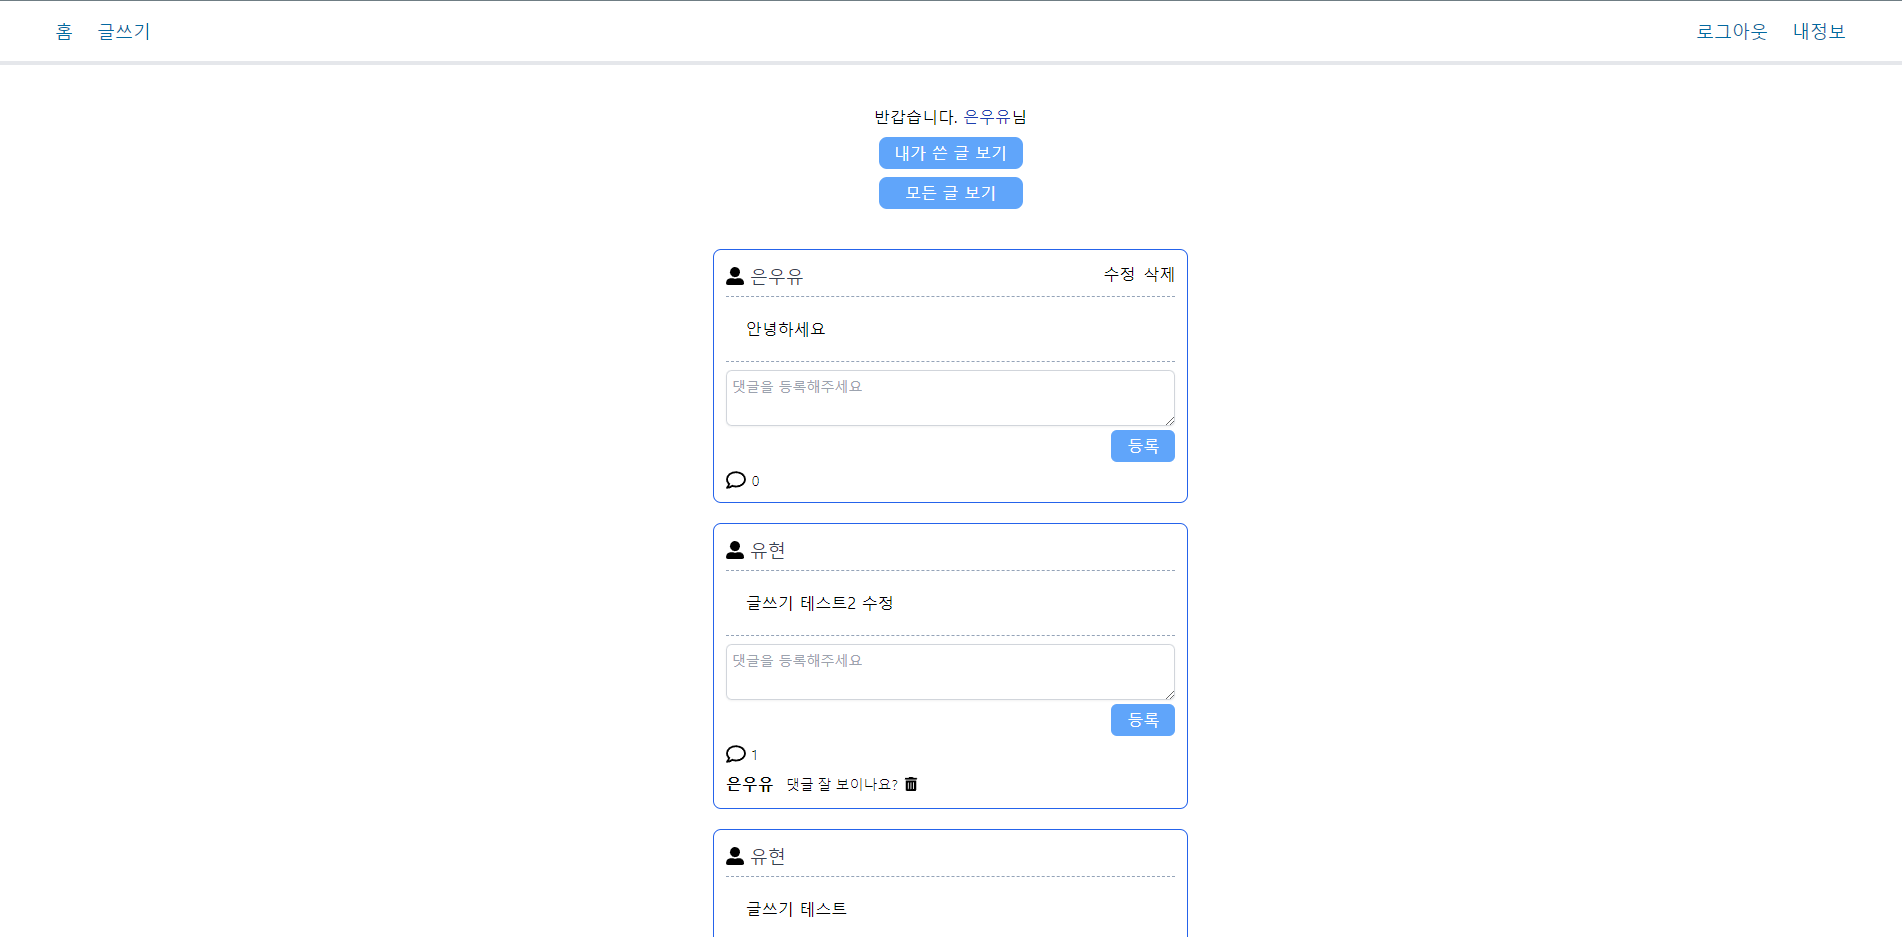 홈 글쓰기 로그아웃 내정보
반갑습니다. 은우유님
내가 쓴 글 보기
모든 글 보기
은우유 수정 삭제
안녕하세요
댓글을 등록해주세요
등록
0
유현
글쓰기 테스트2 수정
댓글을 등록해주세요
등록
1
은우유 댓글 잘 보이나요?
유현
글쓰기 테스트